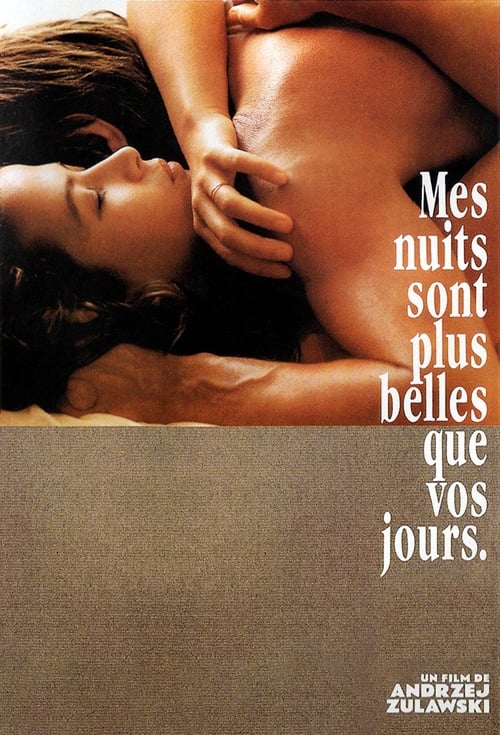 Mes
nuits
sont
plus
belles
que
vos
jours.
UN FILM DE
ANDRZEJ
ZULAWSKI